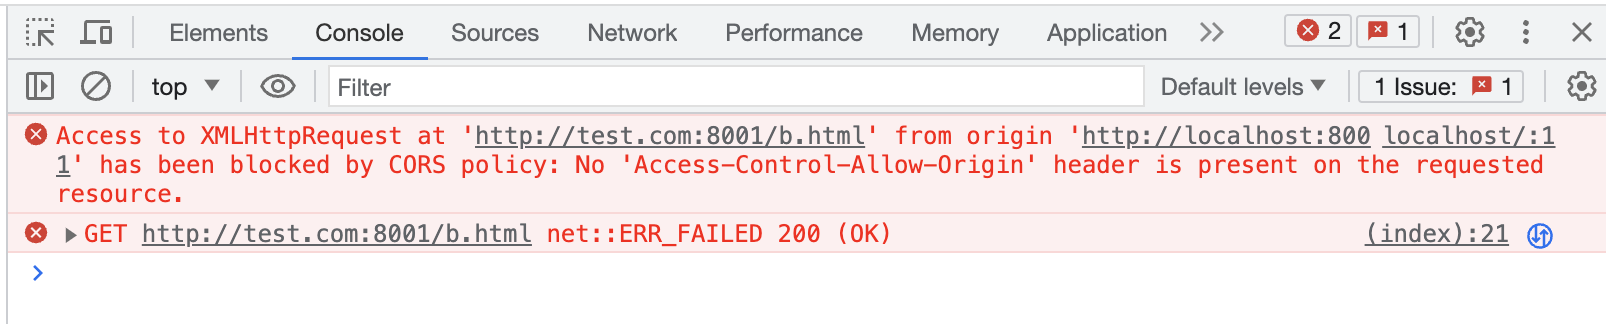 Elements Console Sources Network Performance Memory Application 2 1
top Filter Default levels 1 Issue: 1
Access to XMLHttpRequest at 'http://test.com:8001/b.html' from origin 'http://localhost:800 localhost/:1
1' has been blocked by CORS policy: No 'Access-Control-Allow-Origin' header is present on the requested
resource.
GET http://test.com:8001/b.html net::ERR_FAILED 200 (OK) (index):21